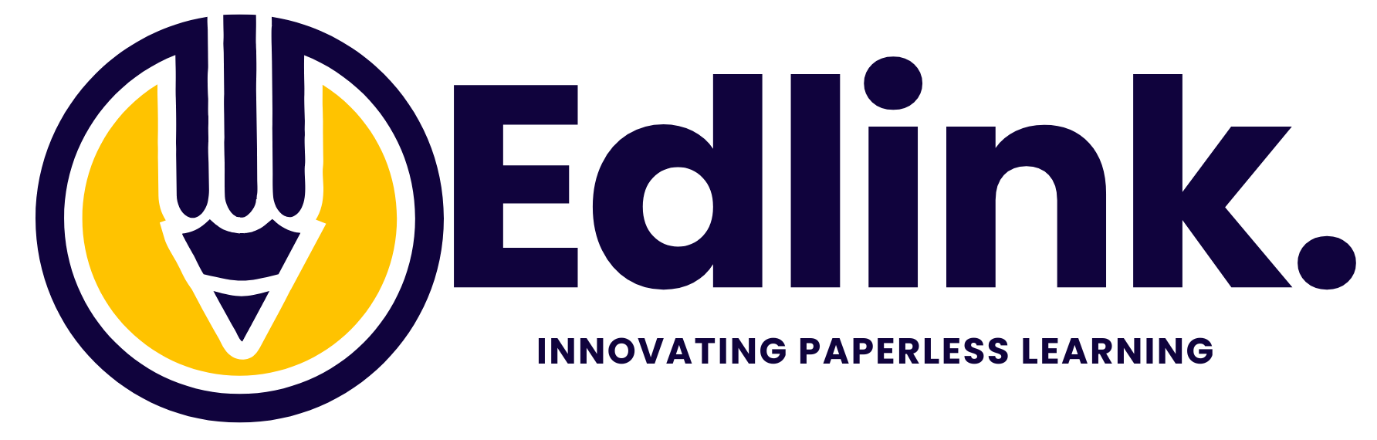 Edlink.
INNOVATING PAPERLESS LEARNING